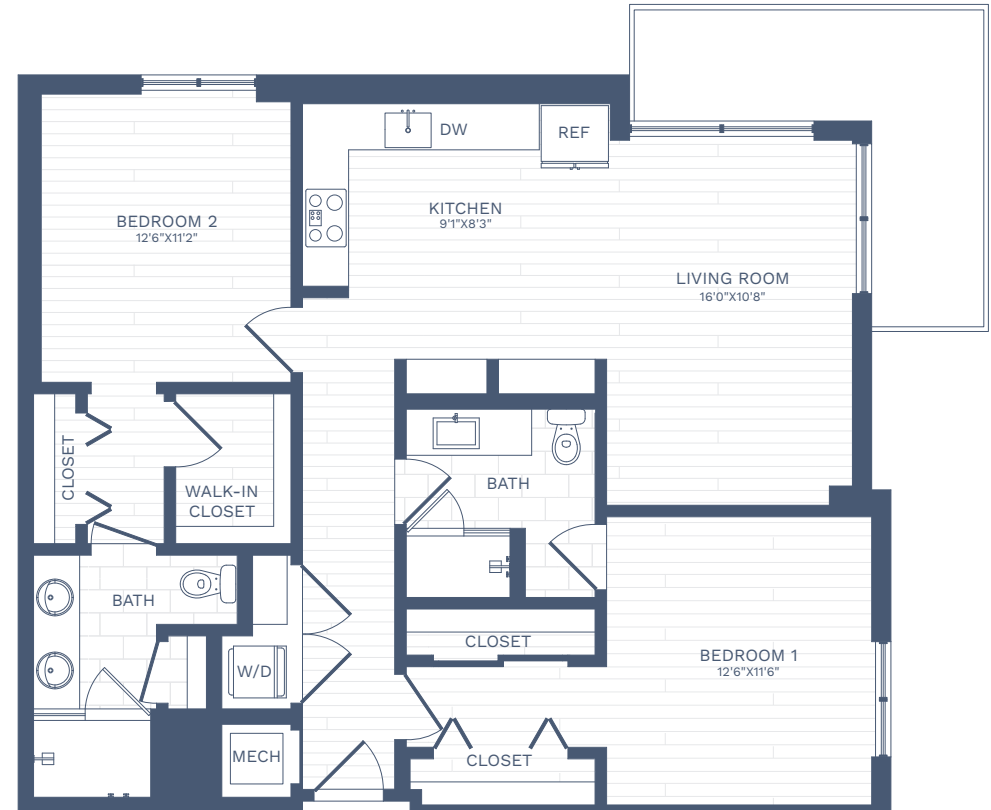 DW
REF
KITCHEN
9'1"X8'3"
BEDROOM 2
12'6"X11'2"
LIVING ROOM
16'0"X10'8"
CLOSET
WALK-IN
CLOSET
BATH
BATH
CLOSET
W/D
BEDROOM 1
12'6"X11'6"
MECH
CLOSET